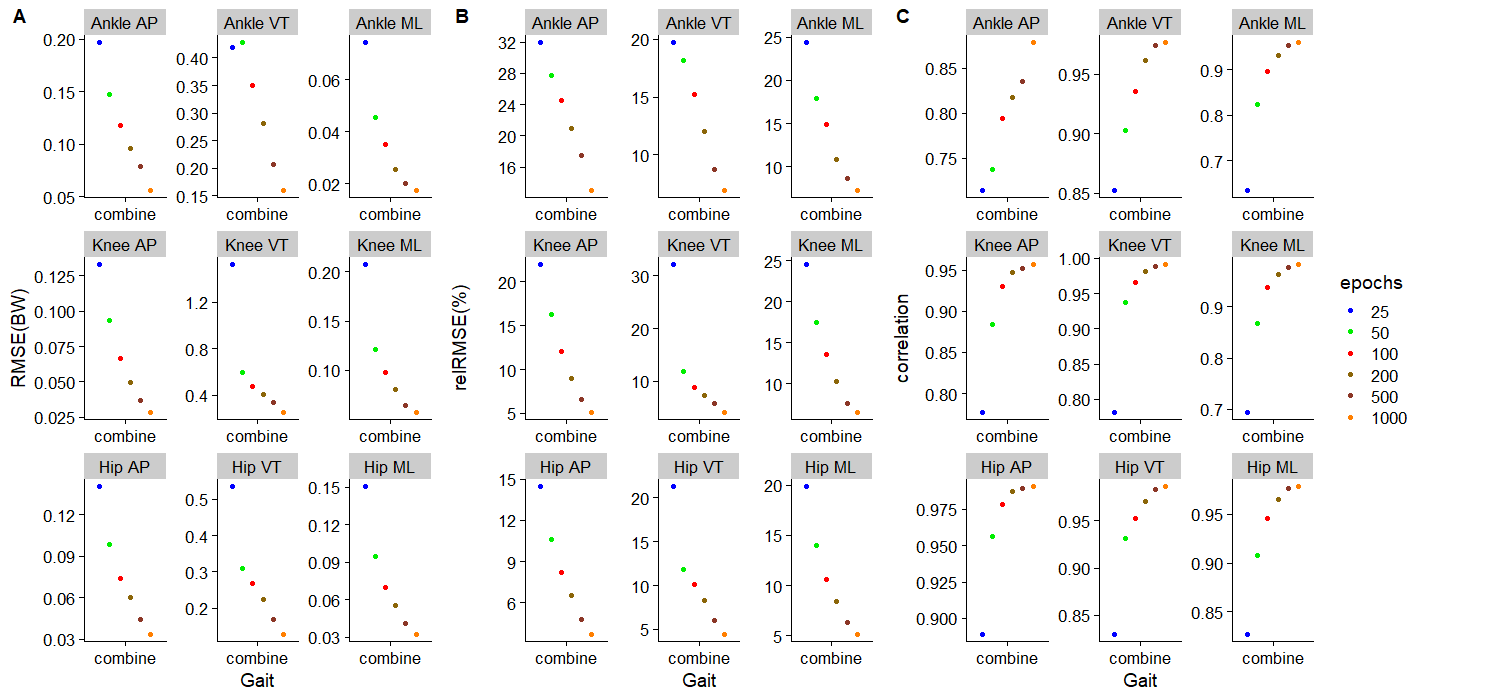 A
Ankle AP
Ankle VT
Ankle ML
0.20
0.15
0.10
0.05
0.40
0.35
0.30
0.25
0.20
0.15
0.06
0.04
0.02
combine
combine
combine
Knee AP
Knee VT
Knee ML
0.125
0.100
0.075
0.050
0.025
1.2
0.8
0.4
0.20
0.15
0.10
combine
combine
combine
Hip AP
Hip VT
Hip ML
0.12
0.09
0.06
0.03
0.5
0.4
0.3
0.2
0.15
0.12
0.09
0.06
0.03
combine
combine
combine
RMSE(BW)
Gait
B
Ankle AP
Ankle VT
Ankle ML
32
28
24
20
16
20
15
10
25
20
15
10
combine
combine
combine
Knee AP
Knee VT
Knee ML
20
15
10
5
30
20
10
25
20
15
10
combine
combine
combine
Hip AP
Hip VT
Hip ML
15
12
9
6
20
15
10
5
20
15
10
5
combine
combine
combine
relRMSE(%)
Gait
C
Ankle AP
Ankle VT
Ankle ML
0.85
0.80
0.75
0.95
0.90
0.85
0.9
0.8
0.7
combine
combine
combine
Knee AP
Knee VT
Knee ML
0.95
0.90
0.85
0.80
1.00
0.95
0.90
0.85
0.80
0.9
0.8
0.7
combine
combine
combine
Hip AP
Hip VT
Hip ML
0.975
0.950
0.925
0.900
0.95
0.90
0.85
0.95
0.90
0.85
combine
combine
combine
correlation
Gait
epochs
25
50
100
200
500
1000